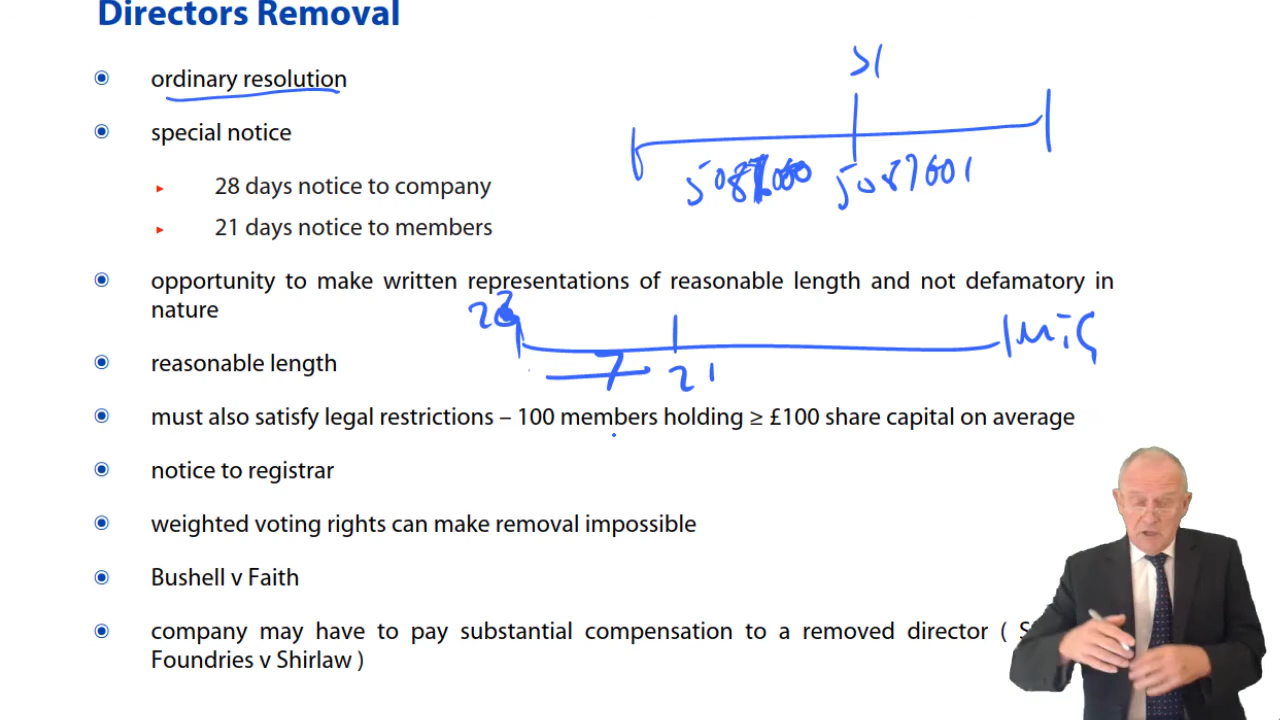 Directors Removal
ordinary resolution
51
special notice
5087600 5087601
28 days notice to company
21 days notice to members
opportunity to make written representations of reasonable length and not defamatory in
nature
28
MTG
reasonable length
7 21
must also satisfy legal restrictions – 100 members holding ≥ £100 share capital on average
notice to registrar
weighted voting rights can make removal impossible
Bushell v Faith
company may have to pay substantial compensation to a removed director (
Foundries v Shirlaw )